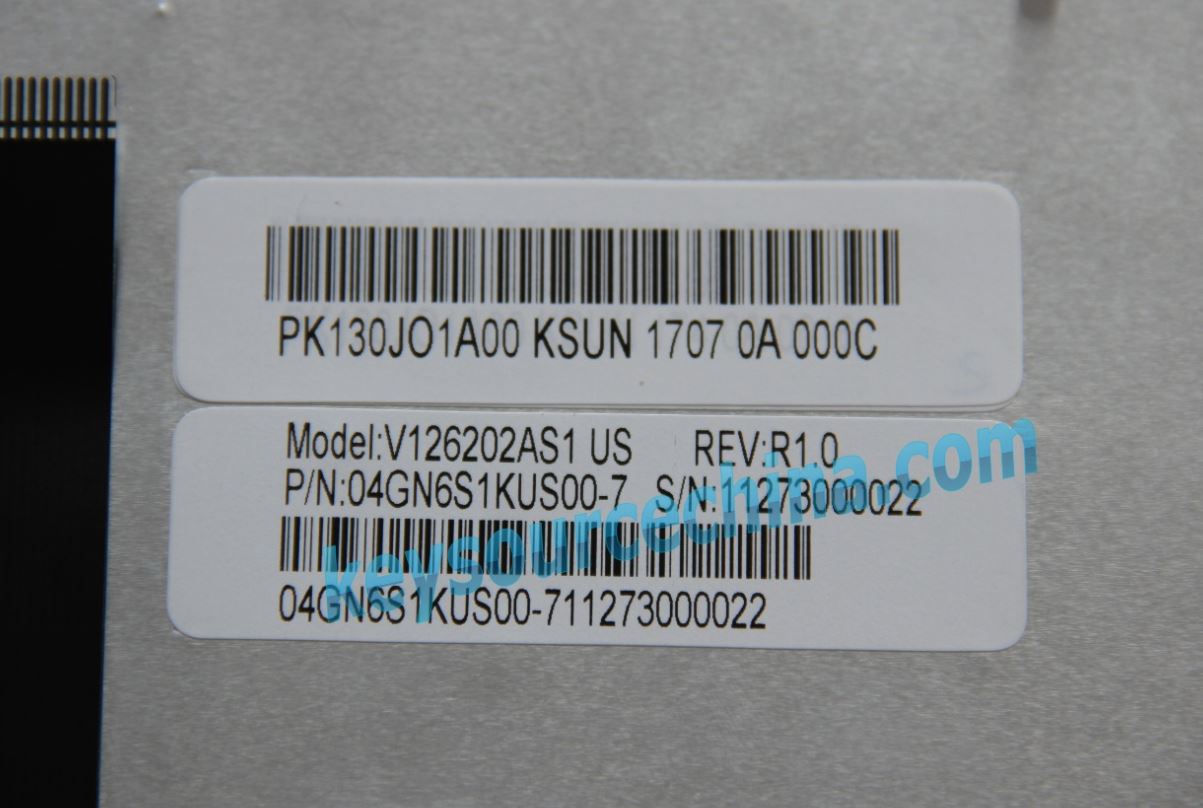 PK130JO1A00 KSUN 1707 0A 000C
Model:V126202AS1 US REV:R1.0
P/N:04GN6S1KUS00-7 S/N:11273000022
keysourcechina.com
04GN6S1KUS00-711273000022